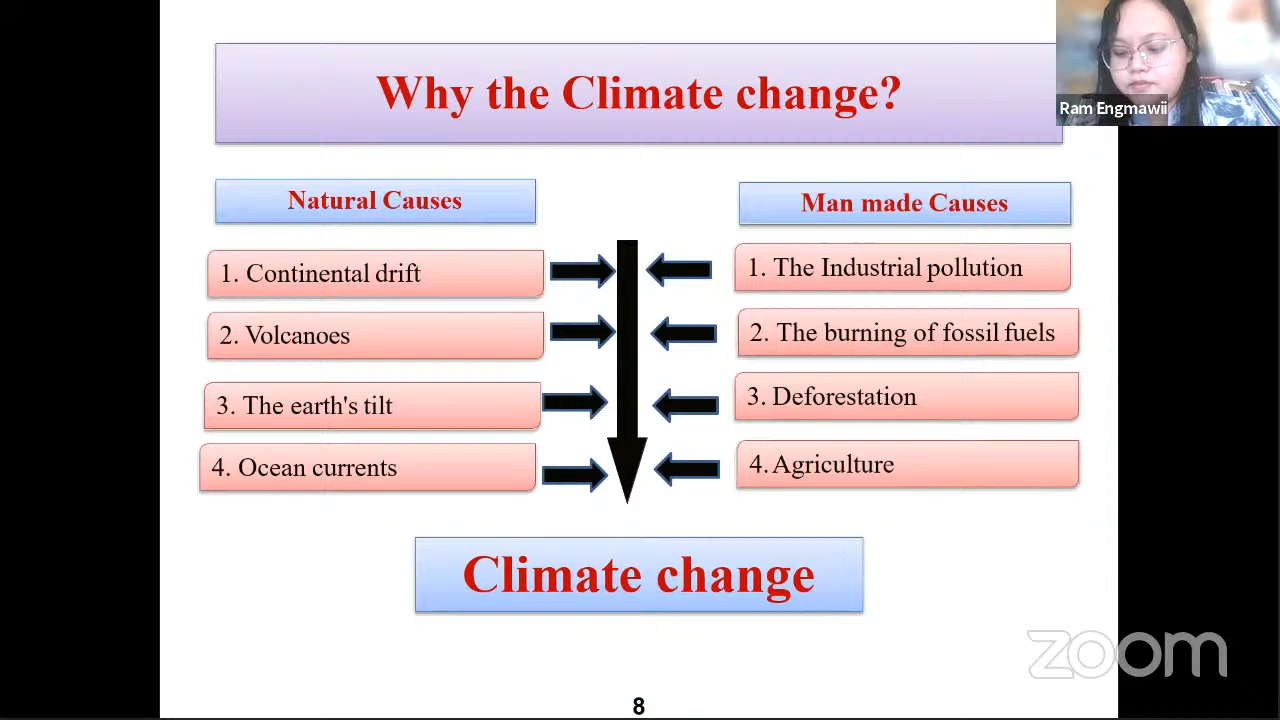 Why the Climate change?
Ram Engmawii
Natural Causes
1. Continental drift
2. Volcanoes
3. The earth's tilt
4. Ocean currents
Man made Causes
1. The Industrial pollution
2. The burning of fossil fuels
3. Deforestation
4. Agriculture
Climate change
zoom
8